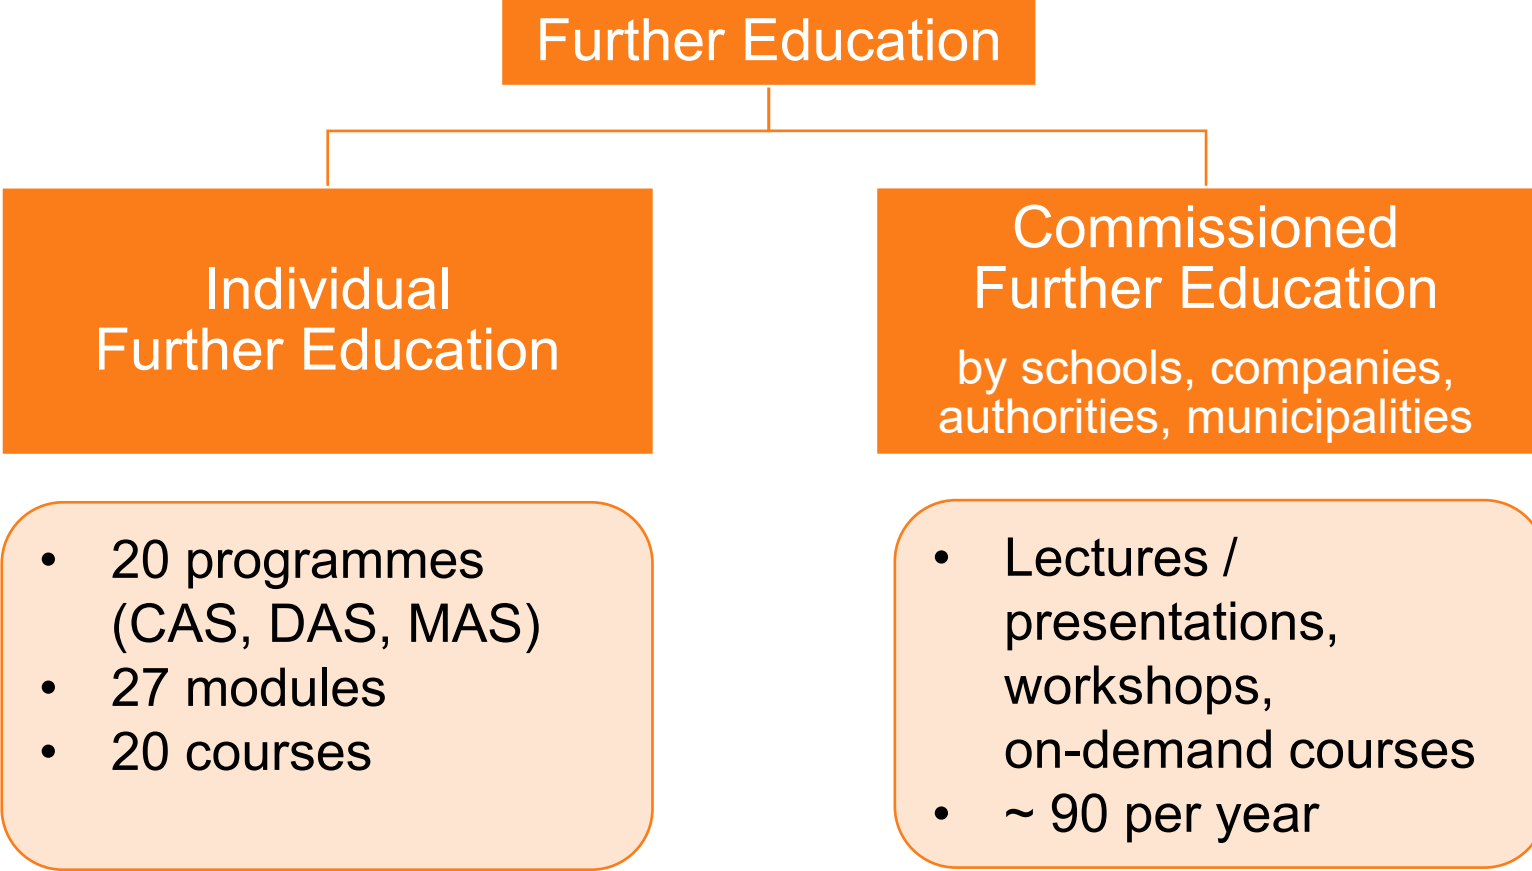 Further Education
Individual
Further Education
Commissioned
Further Education
by schools, companies,
authorities, municipalities
• 20 programmes
(CAS, DAS, MAS)
• 27 modules
• 20 courses
• Lectures /
presentations,
workshops,
on-demand courses
• ~ 90 per year